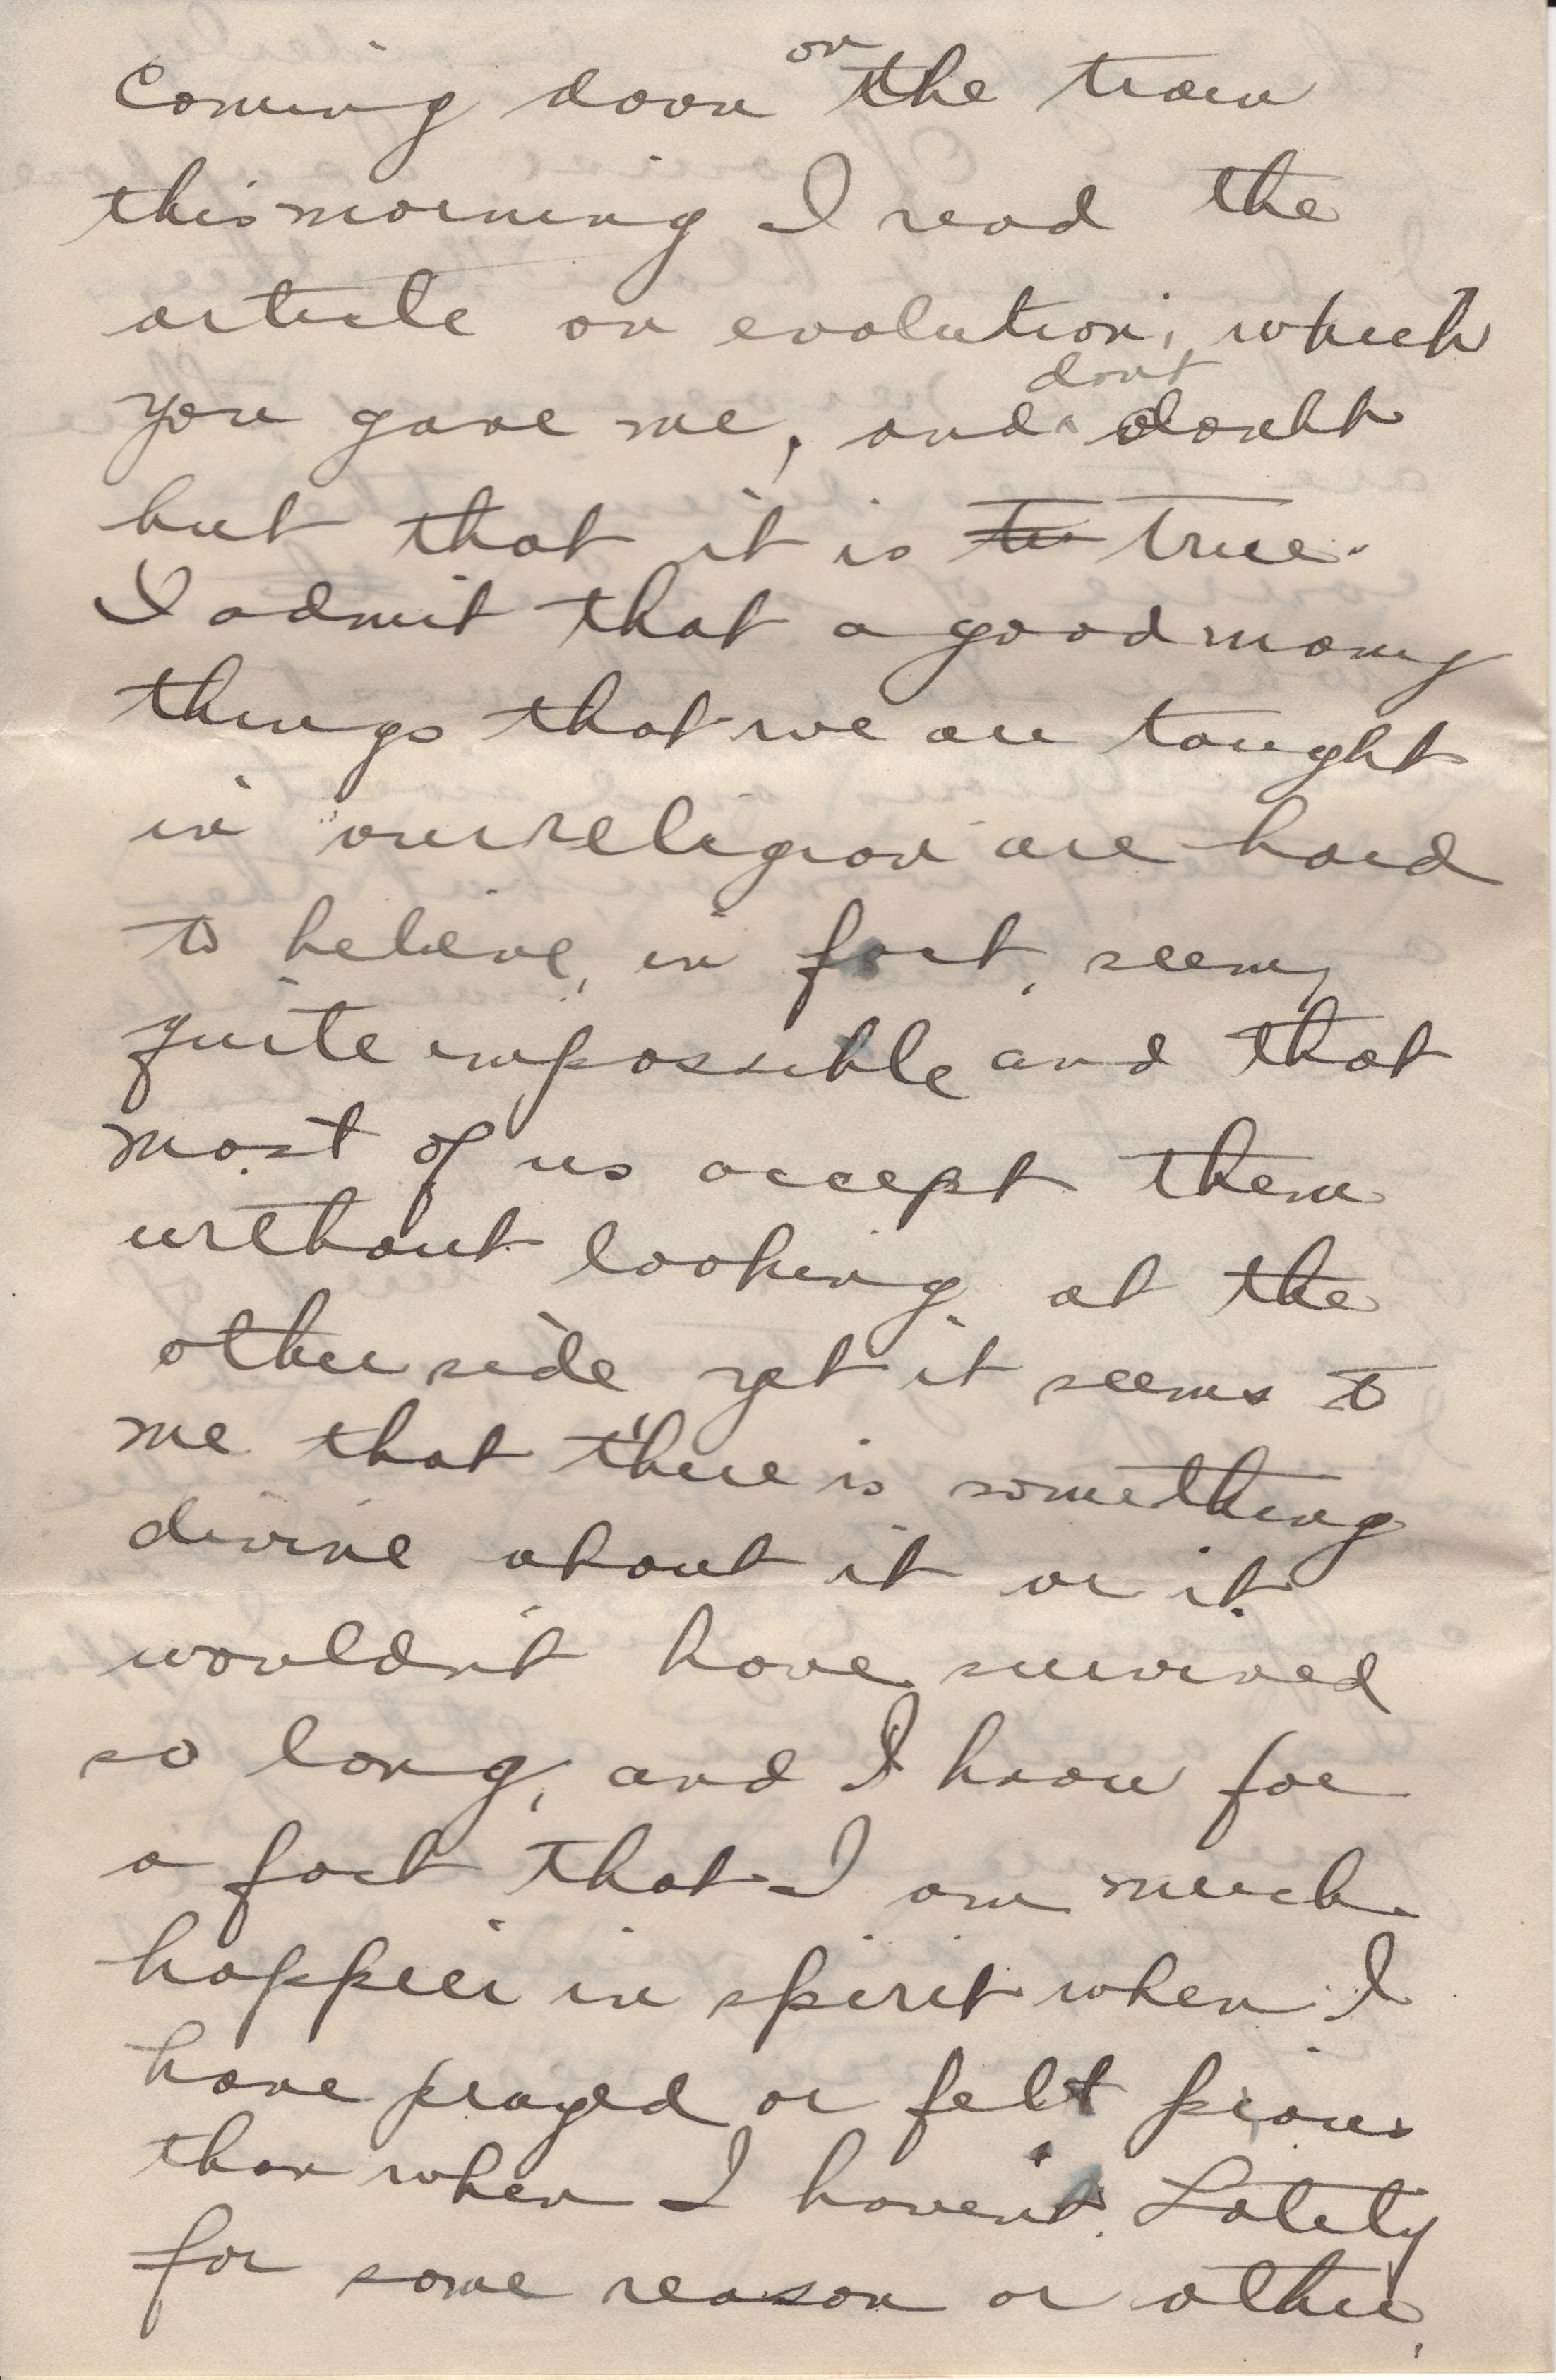 Coming down on the train
this morning I read the
article on evolution, which
you gave me, and dont doubt
but that it is tr true.
I admit that a good many
things that we are taught
in our religion are hard
to believe, in fact, seem,
quite impossible and that
most of us accept them
without looking at the
other side yet it seems to
me that there is something
divine about it or it
wouldn't have survived
so long, and I know for
a fact that I am much
happier in spirit when I
have prayed or felt pious
than when I haven't. Lately
for some reason or other,